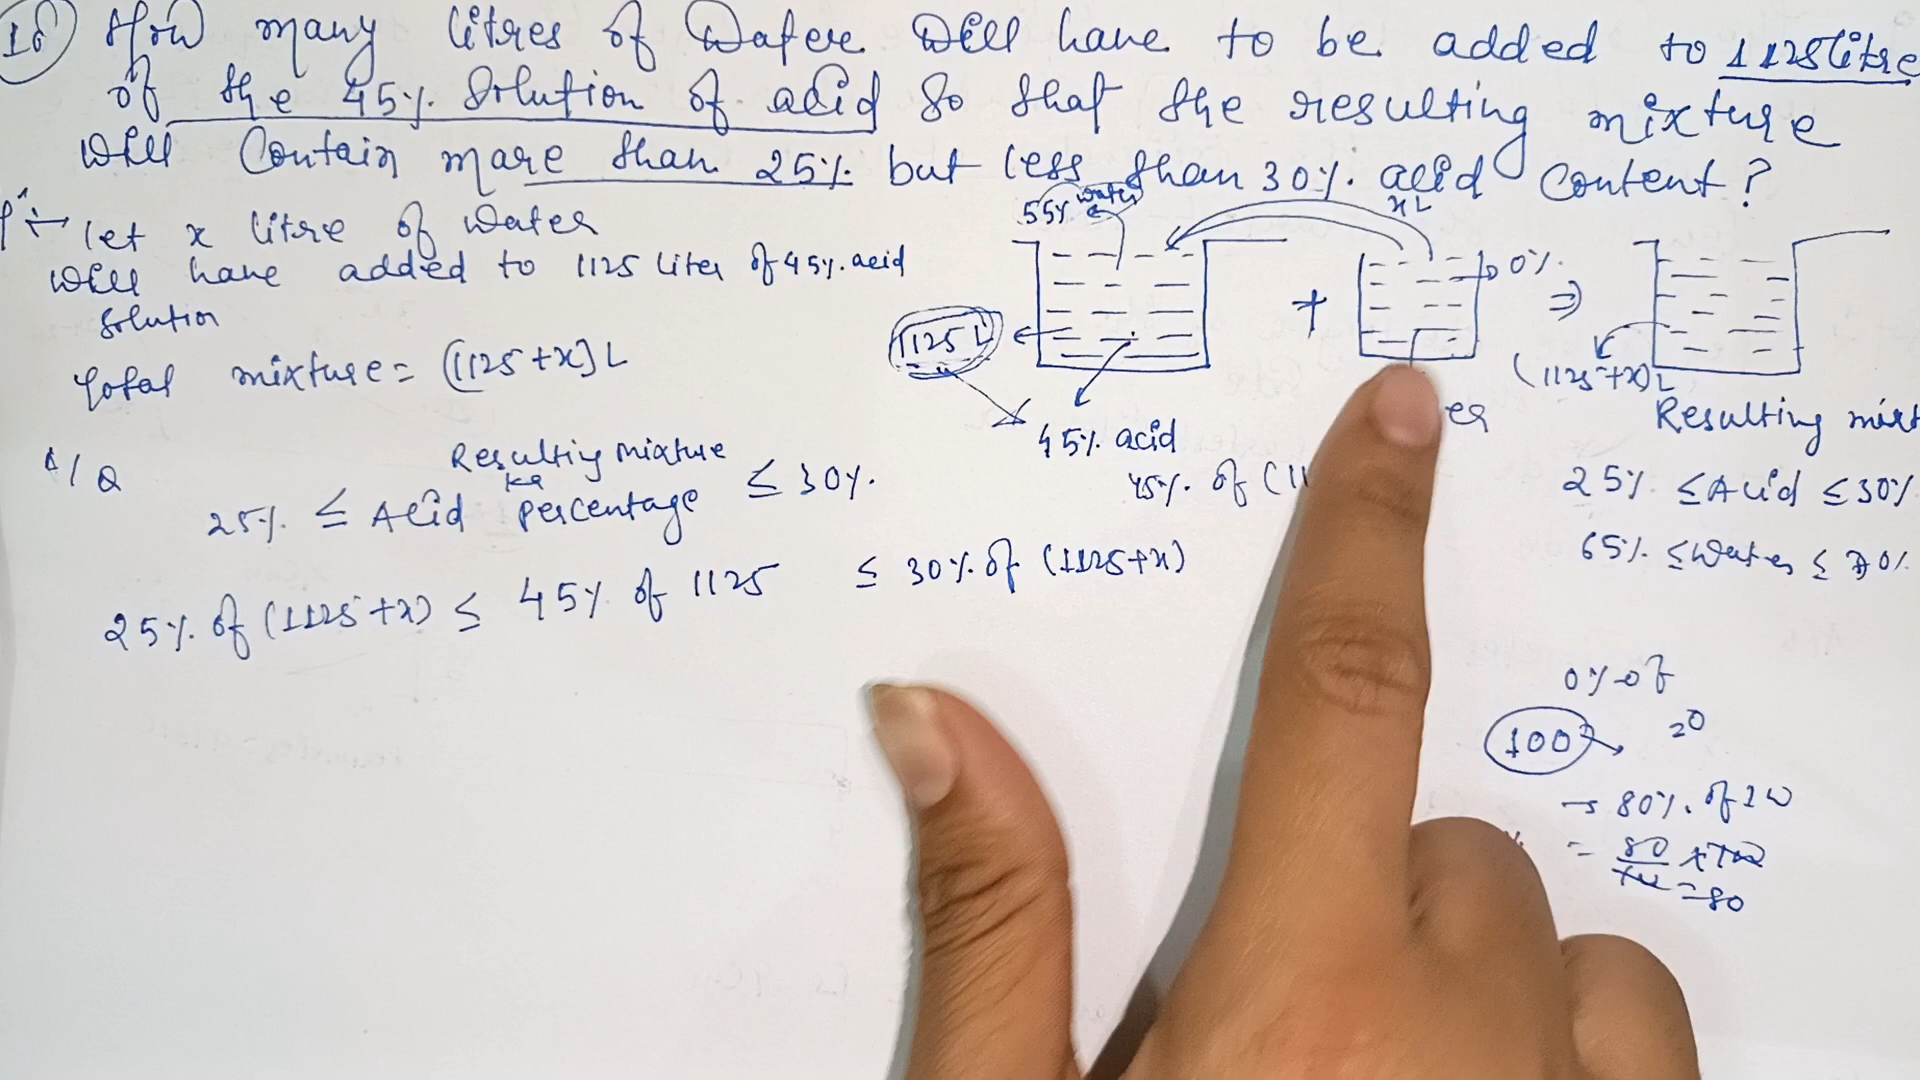 How many litres of water will have to be added to 1125 litre
of the 45% Solution of acid so that the resulting mixture
will Contain more than 25% but less than 30% acid Content?
let x litre of water
will have added to 1125 liter of 45% acid
solution
Total mixture = (1125+x) L
A/Q
Resulting mixture
ka
25% ≤ Acid percentage ≤ 30%
25% of (1125+x) ≤ 45% of 1125 ≤ 30% of (1125+x)
55% water
x L
0%
1125 L
+
⇒
(1125+x) L
45% acid
45% of (11
Resulting mixt
25% ≤ Acid ≤ 30%
65% ≤ water ≤ 70%
0% of
100 → 20
→ 80% of 10
= 80
= 80